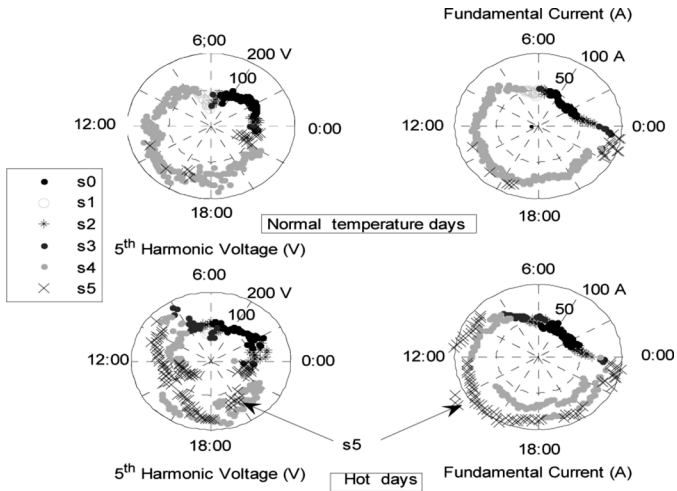 Fundamental Current (A)
6;00
6:00
200 V
100 A
100
50
12:00
0:00
12:00
0:00
s0
s1
s2
s3
s4
s5
18:00
18:00
Normal temperature days
5th Harmonic Voltage (V)
6:00
6:00
200 V
100 A
100
50
12:00
0:00
12:00
0:00
s5
18:00
18:00
5th Harmonic Voltage (V)
Hot days
Fundamental Current (A)